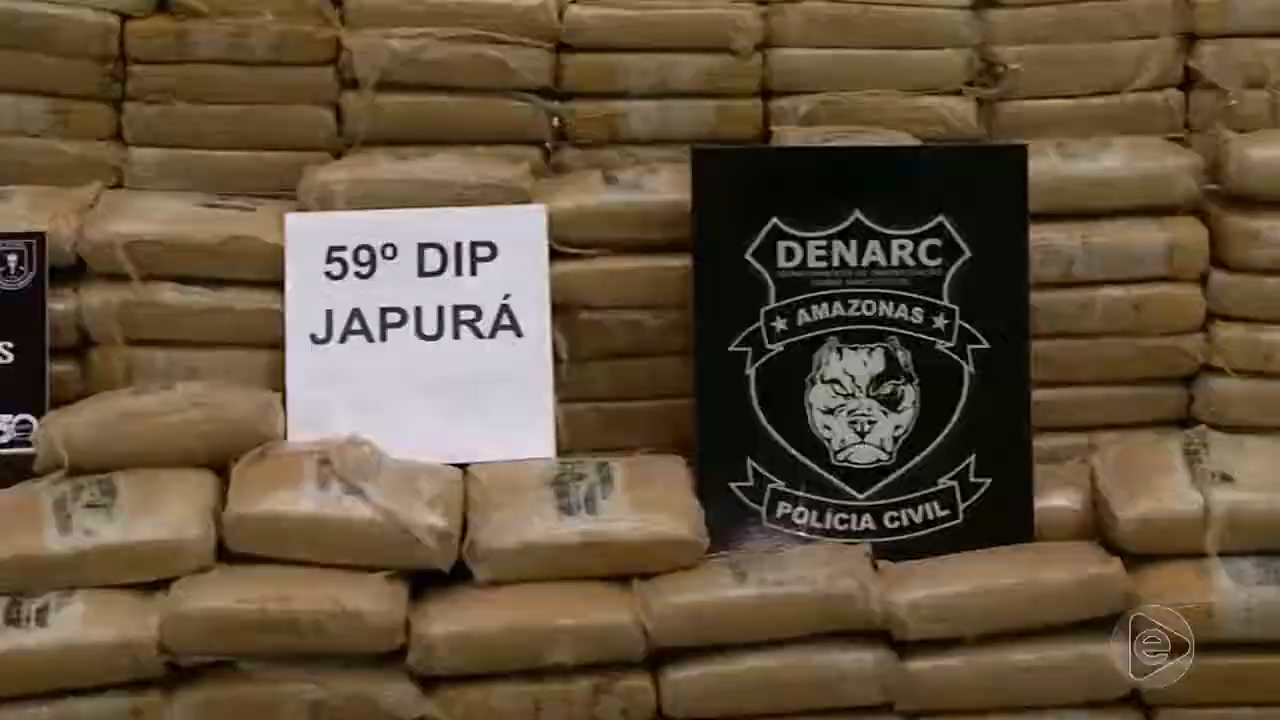 59º DIP
JAPURÁ
DENARC
AMAZONAS
POLÍCIA CIVIL
S
e